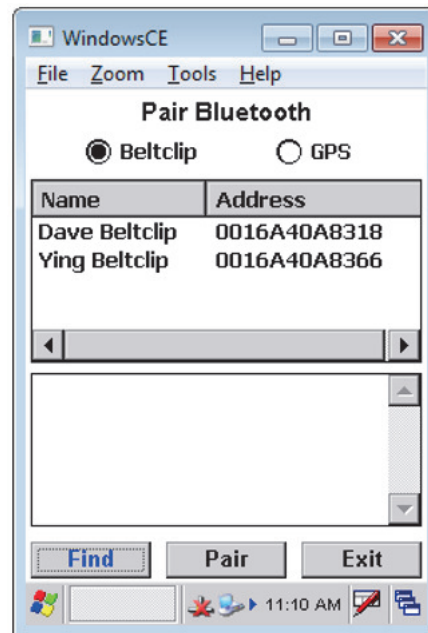 WindowsCE
File Zoom Tools Help
Pair Bluetooth
Beltclip GPS
Name Address
Dave Beltclip 0016A40A8318
Ying Beltclip 0016A40A8366
Find Pair Exit
11:10 AM